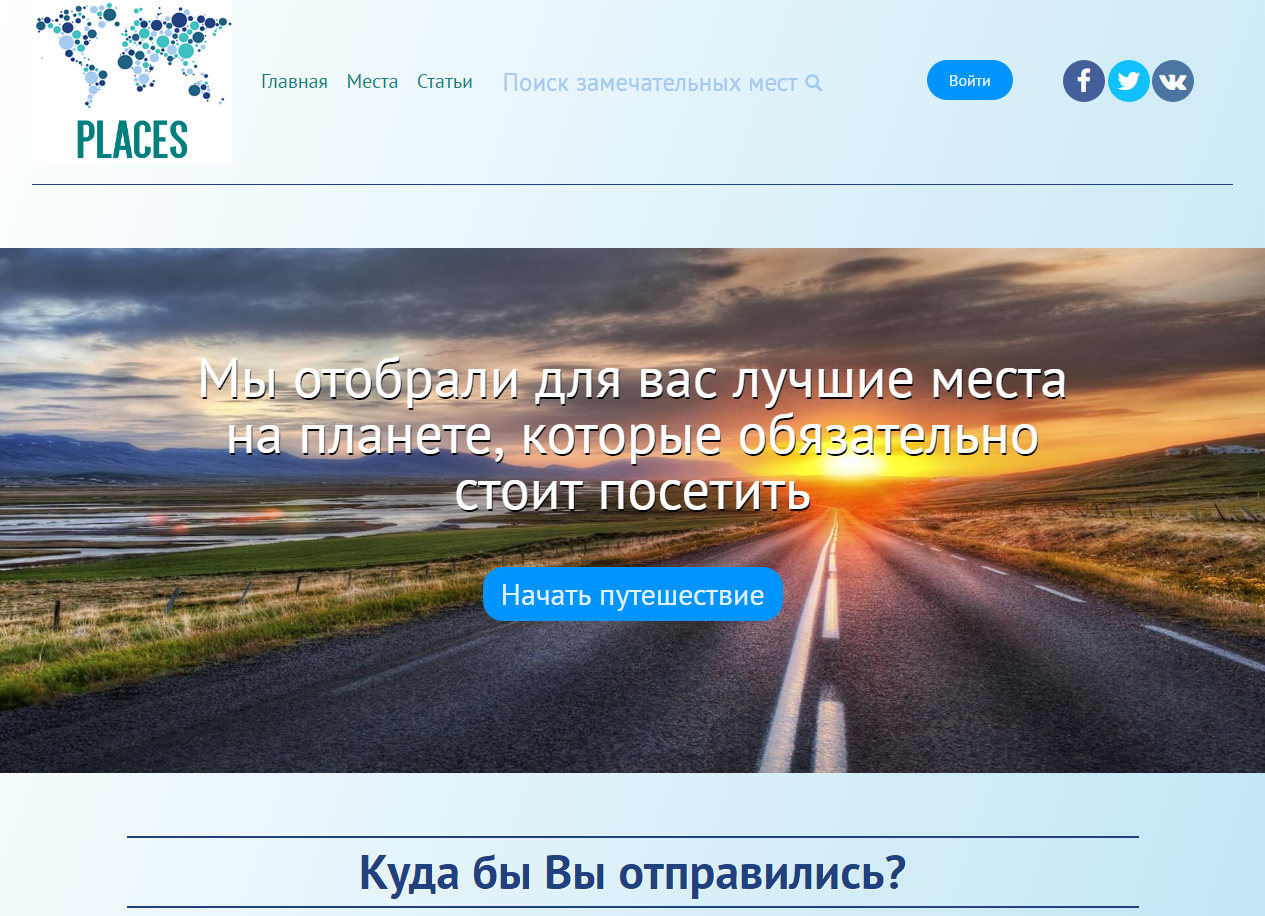 PLACES
Главная Места Статьи Поиск замечательных мест Войти
Мы отобрали для вас лучшие места
на планете, которые обязательно
стоит посетить
Начать путешествие
Куда бы Вы отправились?